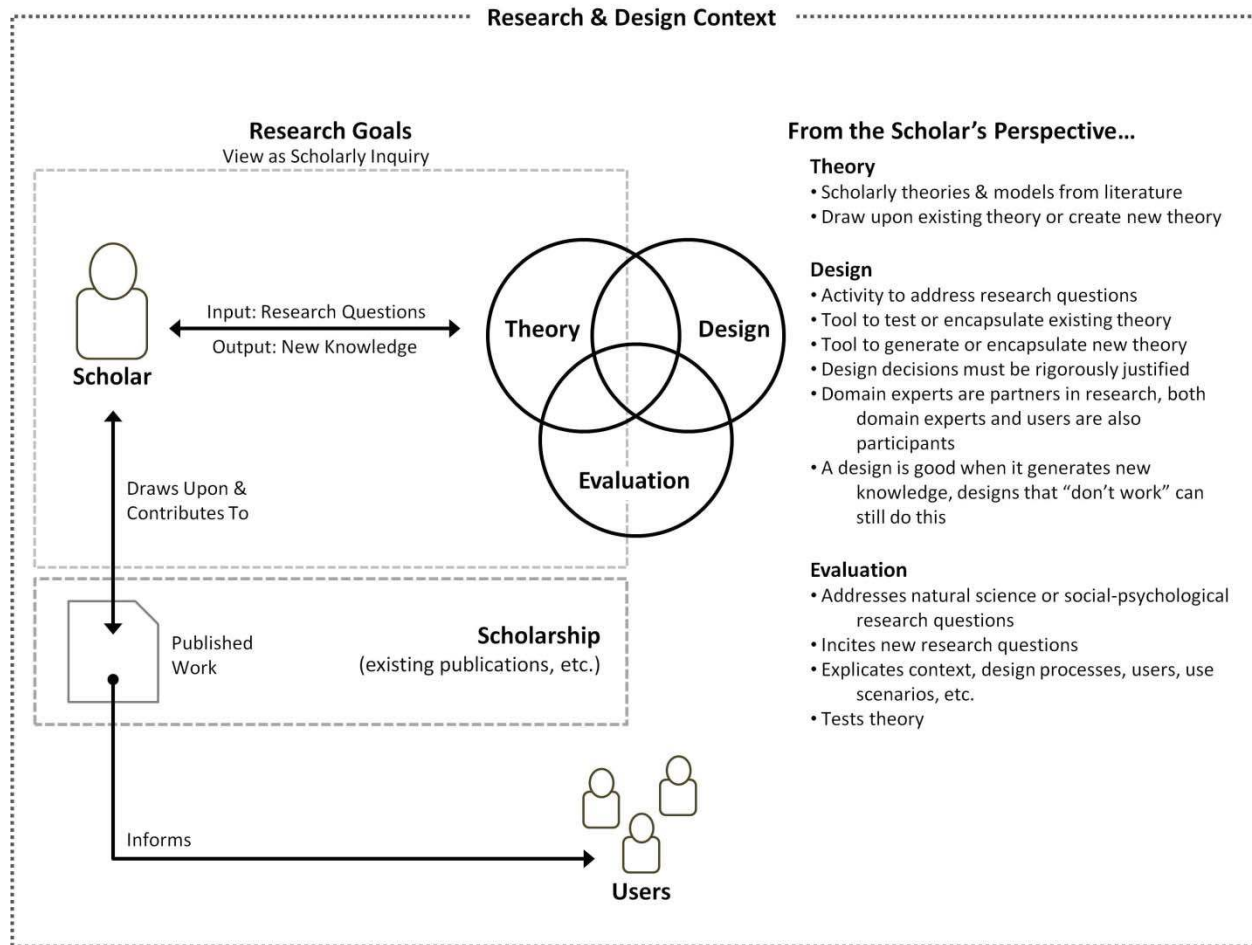 Research & Design Context
Research Goals
View as Scholarly Inquiry
Scholar
Input: Research Questions
Output: New Knowledge
Theory
Design
Evaluation
Draws Upon &
Contributes To
Published
Work
Scholarship
(existing publications, etc.)
Informs
Users
From the Scholar’s Perspective…
Theory
• Scholarly theories & models from literature
• Draw upon existing theory or create new theory
Design
• Activity to address research questions
• Tool to test or encapsulate existing theory
• Tool to generate or encapsulate new theory
• Design decisions must be rigorously justified
• Domain experts are partners in research, both
domain experts and users are also
participants
• A design is good when it generates new
knowledge, designs that “don’t work” can
still do this
Evaluation
• Addresses natural science or social-psychological
research questions
• Incites new research questions
• Explicates context, design processes, users, use
scenarios, etc.
• Tests theory